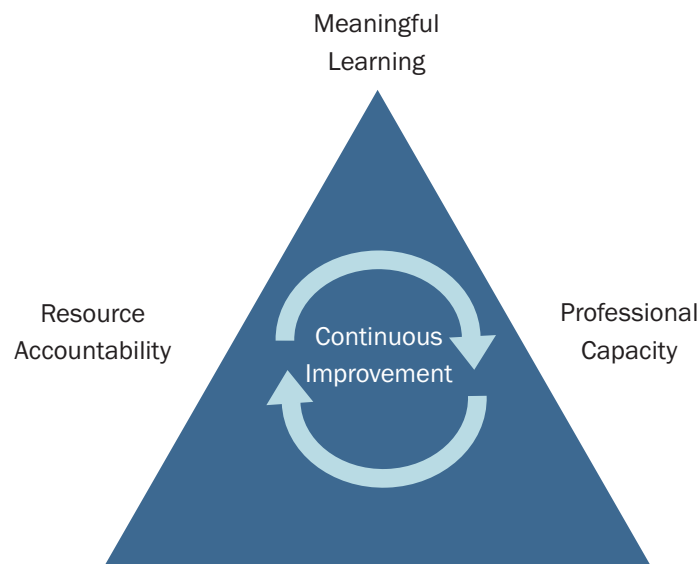 Meaningful
Learning
Resource
Accountability
Continuous
Improvement
Professional
Capacity